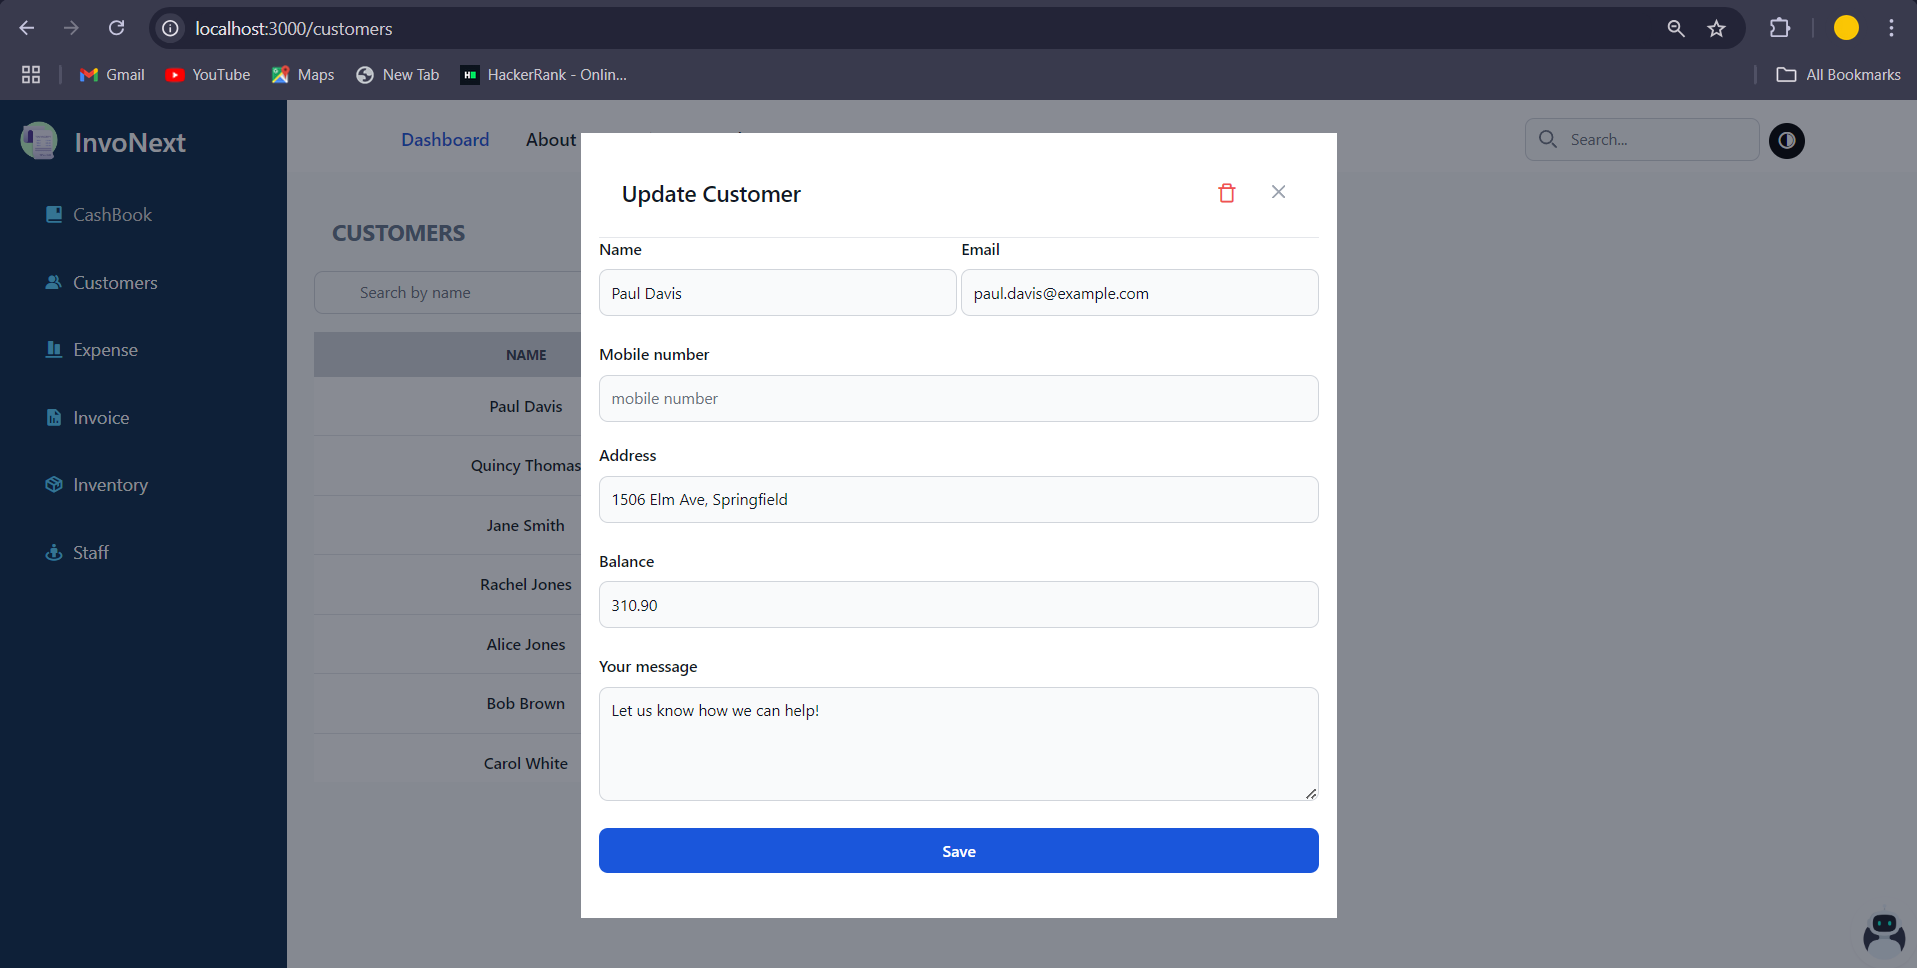 localhost:3000/customers
Gmail
YouTube
Maps
New Tab
HackerRank - Onlin...
All Bookmarks
InvoNext
Dashboard
About
Search...
CashBook
Customers
Expense
Invoice
Inventory
Staff
CUSTOMERS
Search by name
NAME
Paul Davis
Quincy Thomas
Jane Smith
Rachel Jones
Alice Jones
Bob Brown
Carol White
Update Customer
Name
Email
Paul Davis
paul.davis@example.com
Mobile number
mobile number
Address
1506 Elm Ave, Springfield
Balance
310.90
Your message
Let us know how we can help!
Save